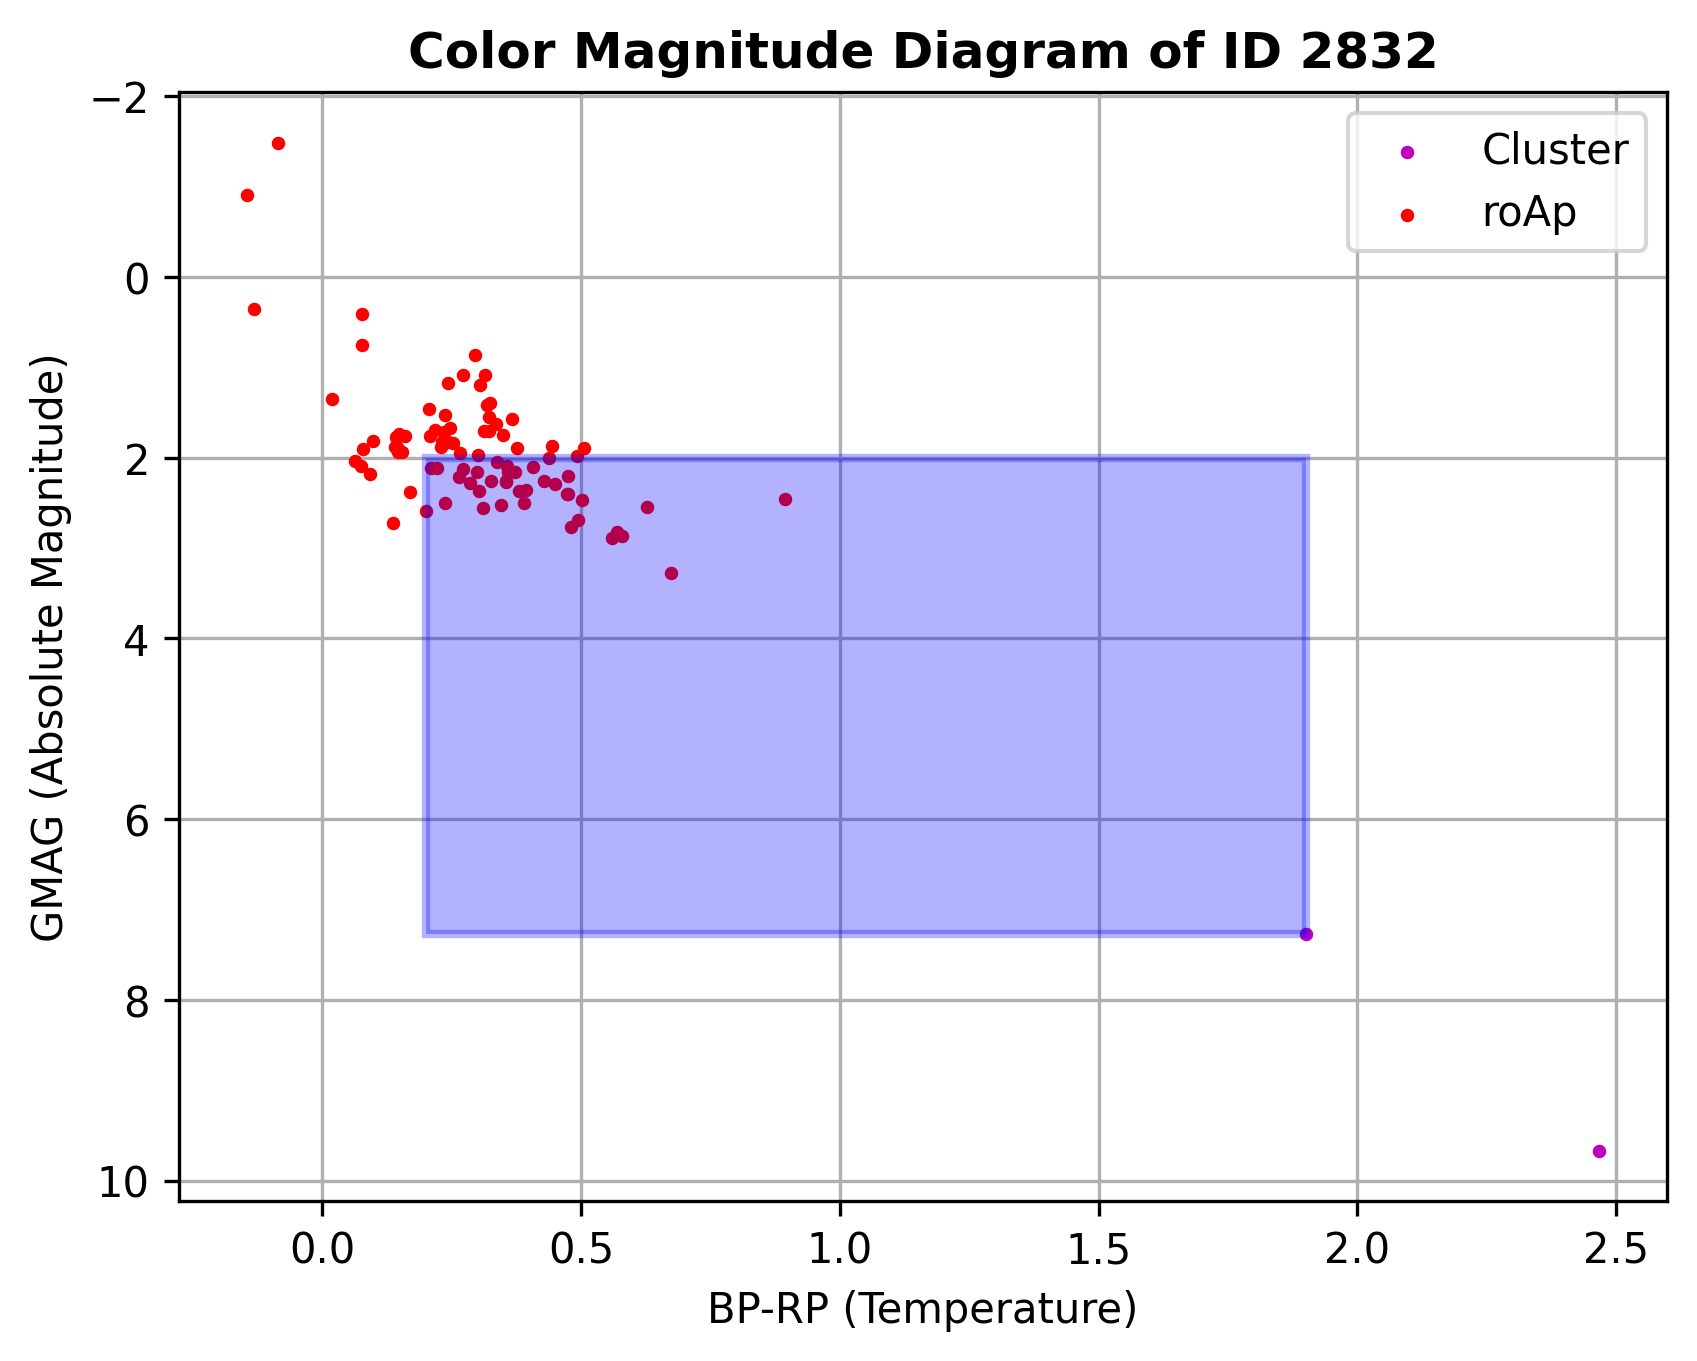 Color Magnitude Diagram of ID 2832
Cluster
roAp
GMAG (Absolute Magnitude)
−2
0
2
4
6
8
10
0.0 0.5 1.0 1.5 2.0 2.5
BP-RP (Temperature)